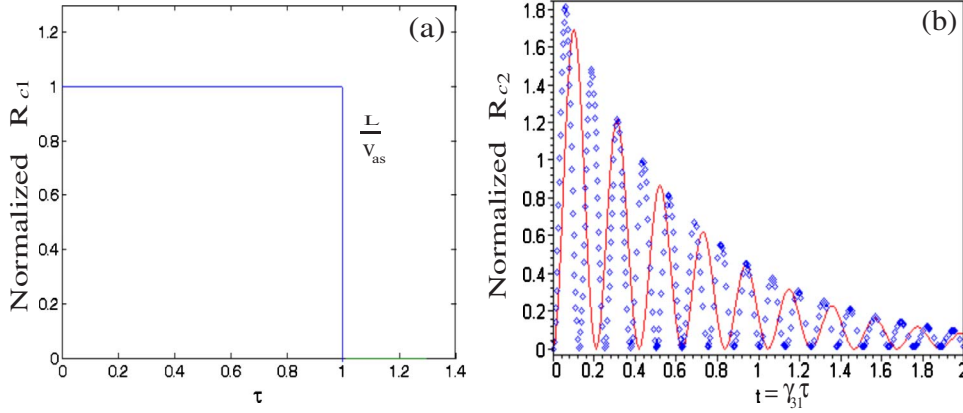 (a)
Normalized R c1
1.2
1
0.8
0.6
0.4
0.2
0
L
V as
0 0.2 0.4 0.6 0.8 1 1.2 1.4
τ
(b)
Normalized R c2
1.8
1.6
1.4
1.2
1
0.8
0.6
0.4
0.2
0
0 0.2 0.4 0.6 0.8 1 1.2 1.4 1.6 1.8 2.0
t = γ31 τ